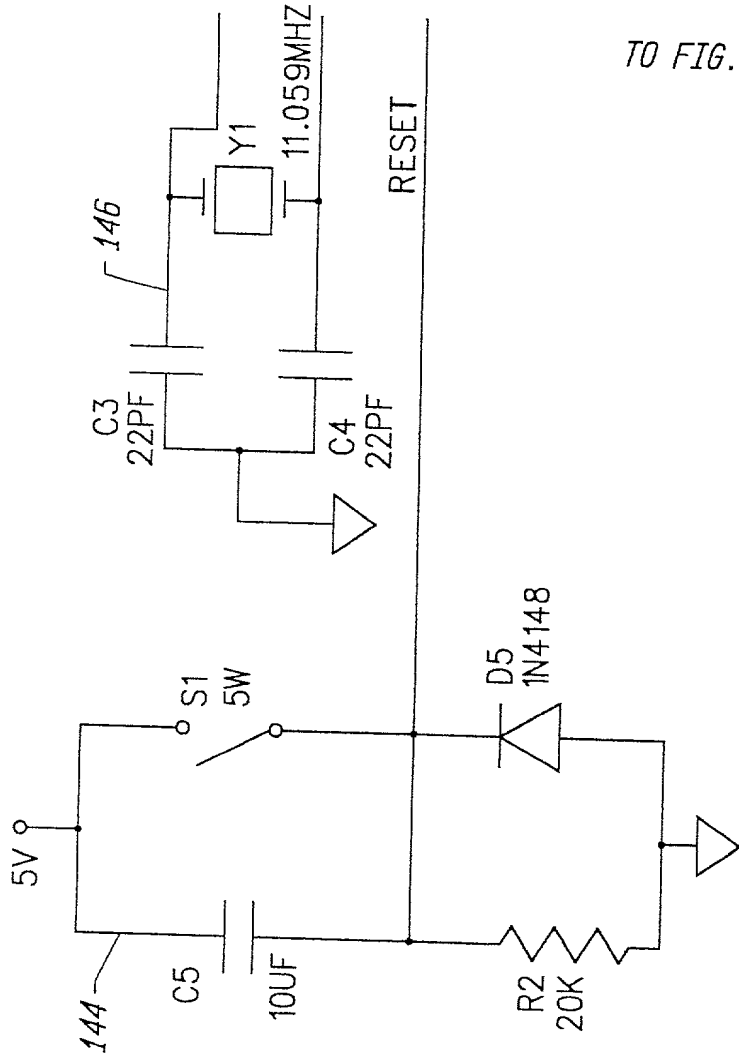 TO FIG.
146
Y1
11.059MHZ
C3
22PF
C4
22PF
RESET
5V
S1
5W
144
C5
10UF
D5
1N4148
R2
20K